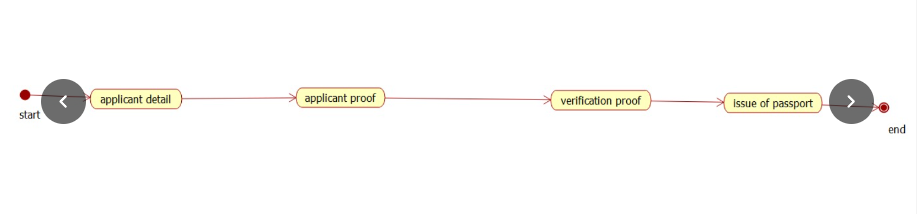 start
applicant detail
applicant proof
verification proof
issue of passport
end